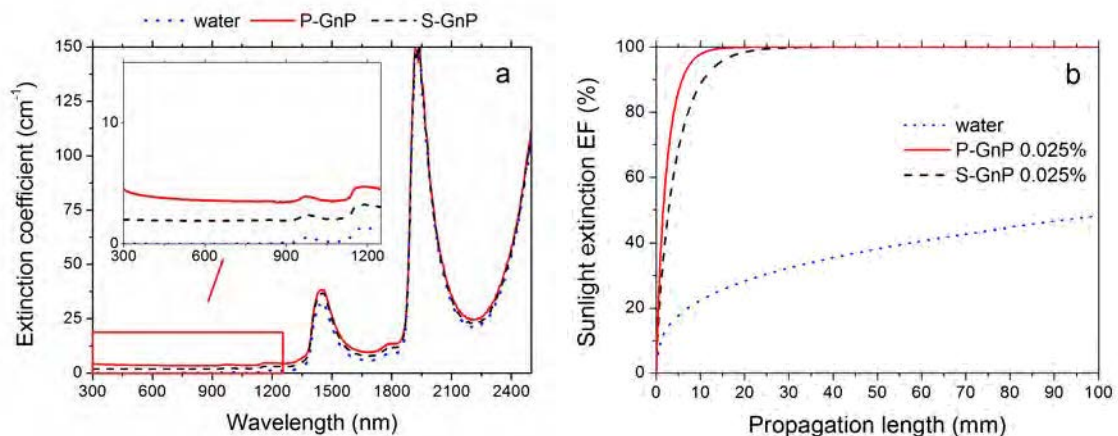 water P-GnP S-GnP
150
125
100
75
50
25
0
Extinction coefficient (cm⁻¹)
a
10
0
300 600 900 1200
300 600 900 1200 1500 1800 2100 2400
Wavelength (nm)
100
80
60
40
20
0
Sunlight extinction EF (%)
b
water
P-GnP 0.025%
S-GnP 0.025%
0 10 20 30 40 50 60 70 80 90 100
Propagation length (mm)